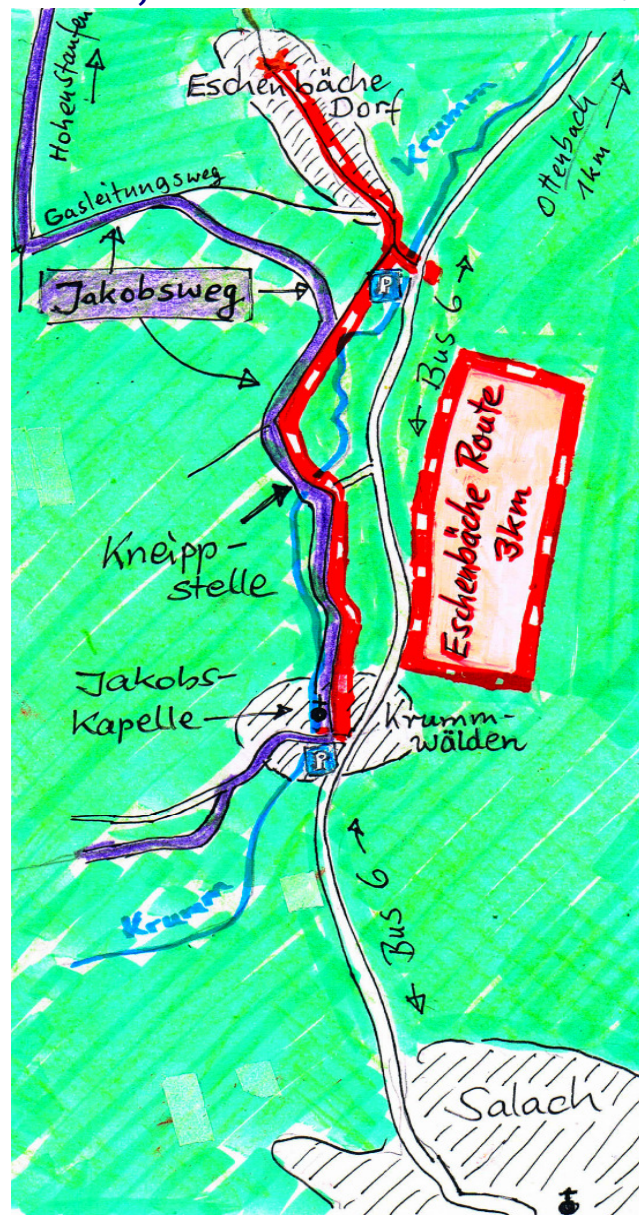 Hohenstaufen
Eschenbäche
Dorf
Krumm
Ottenbach
1km
Gasleitungsweg
Jakobsweg
P
Bus 6
Eschenbäche Route
3km
Kneipp-
stelle
Jakobs-
Kapelle
Krumm-
wälden
P
Krumm
Bus 6
Salach